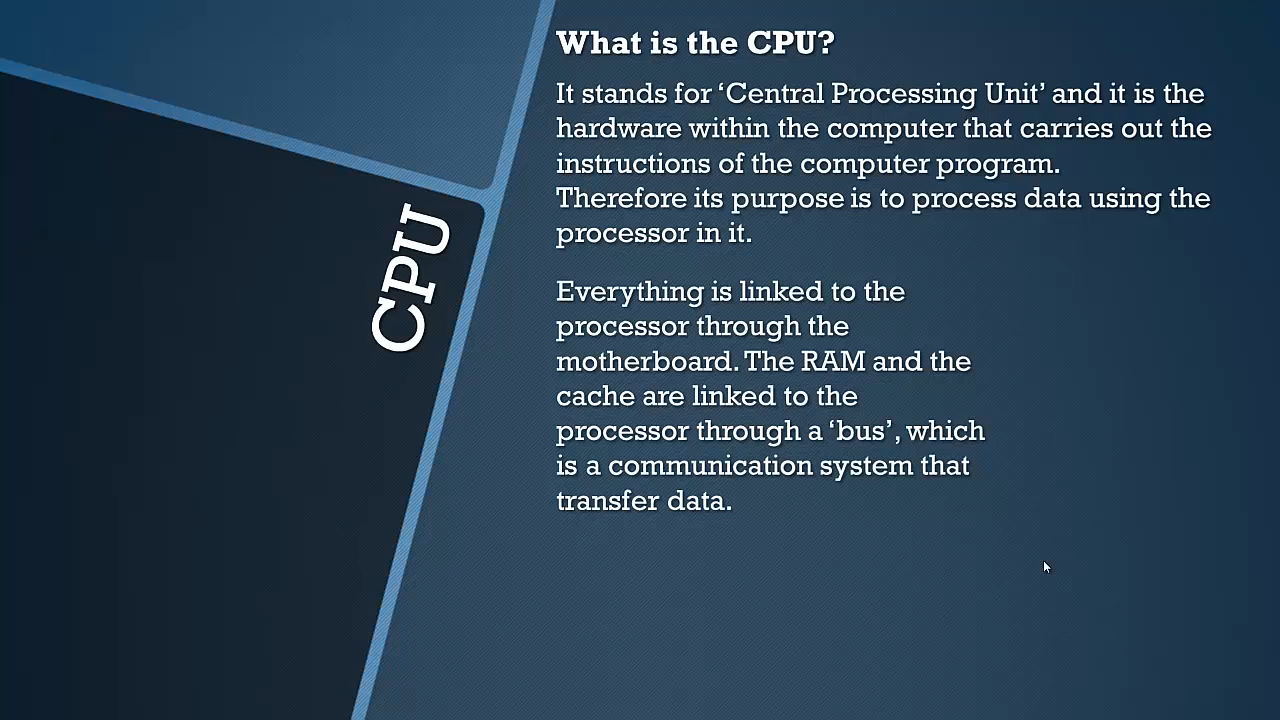 CPU
What is the CPU?
It stands for ‘Central Processing Unit’ and it is the
hardware within the computer that carries out the
instructions of the computer program.
Therefore its purpose is to process data using the
processor in it.
Everything is linked to the
processor through the
motherboard. The RAM and the
cache are linked to the
processor through a ‘bus’, which
is a communication system that
transfer data.